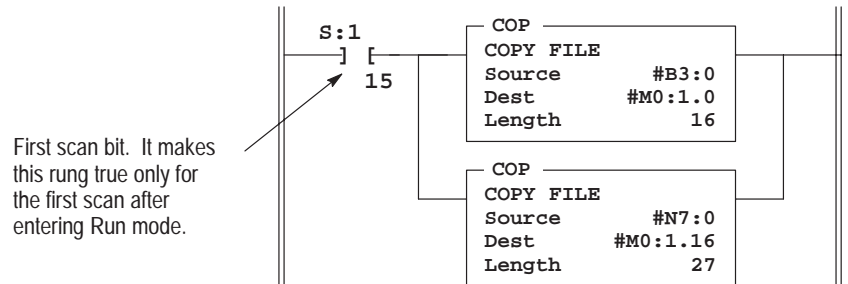 S:1
] [
15
COP
COPY FILE
Source #B3:0
Dest #M0:1.0
Length 16
First scan bit. It makes
this rung true only for
the first scan after
entering Run mode.
COP
COPY FILE
Source #N7:0
Dest #M0:1.16
Length 27